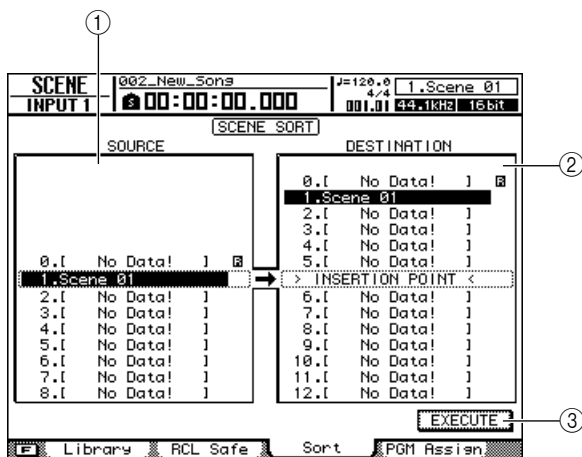 ①
SCENE 002_New_Song ♩=120.0 4/4 1.Scene 01
INPUT 1 S 00:00:00.000 001.01 44.1kHz 16bit
SCENE SORT
SOURCE
0.[ No Data! ] R
1.Scene 01
2.[ No Data! ]
3.[ No Data! ]
4.[ No Data! ]
5.[ No Data! ]
6.[ No Data! ]
7.[ No Data! ]
8.[ No Data! ]
DESTINATION
②
0.[ No Data! ] R
1.Scene 01
2.[ No Data! ]
3.[ No Data! ]
4.[ No Data! ]
5.[ No Data! ]
> INSERTION POINT <
6.[ No Data! ]
7.[ No Data! ]
8.[ No Data! ]
9.[ No Data! ]
10.[ No Data! ]
11.[ No Data! ]
12.[ No Data! ]
EXECUTE
③
F Library RCL Safe Sort PGM Assign